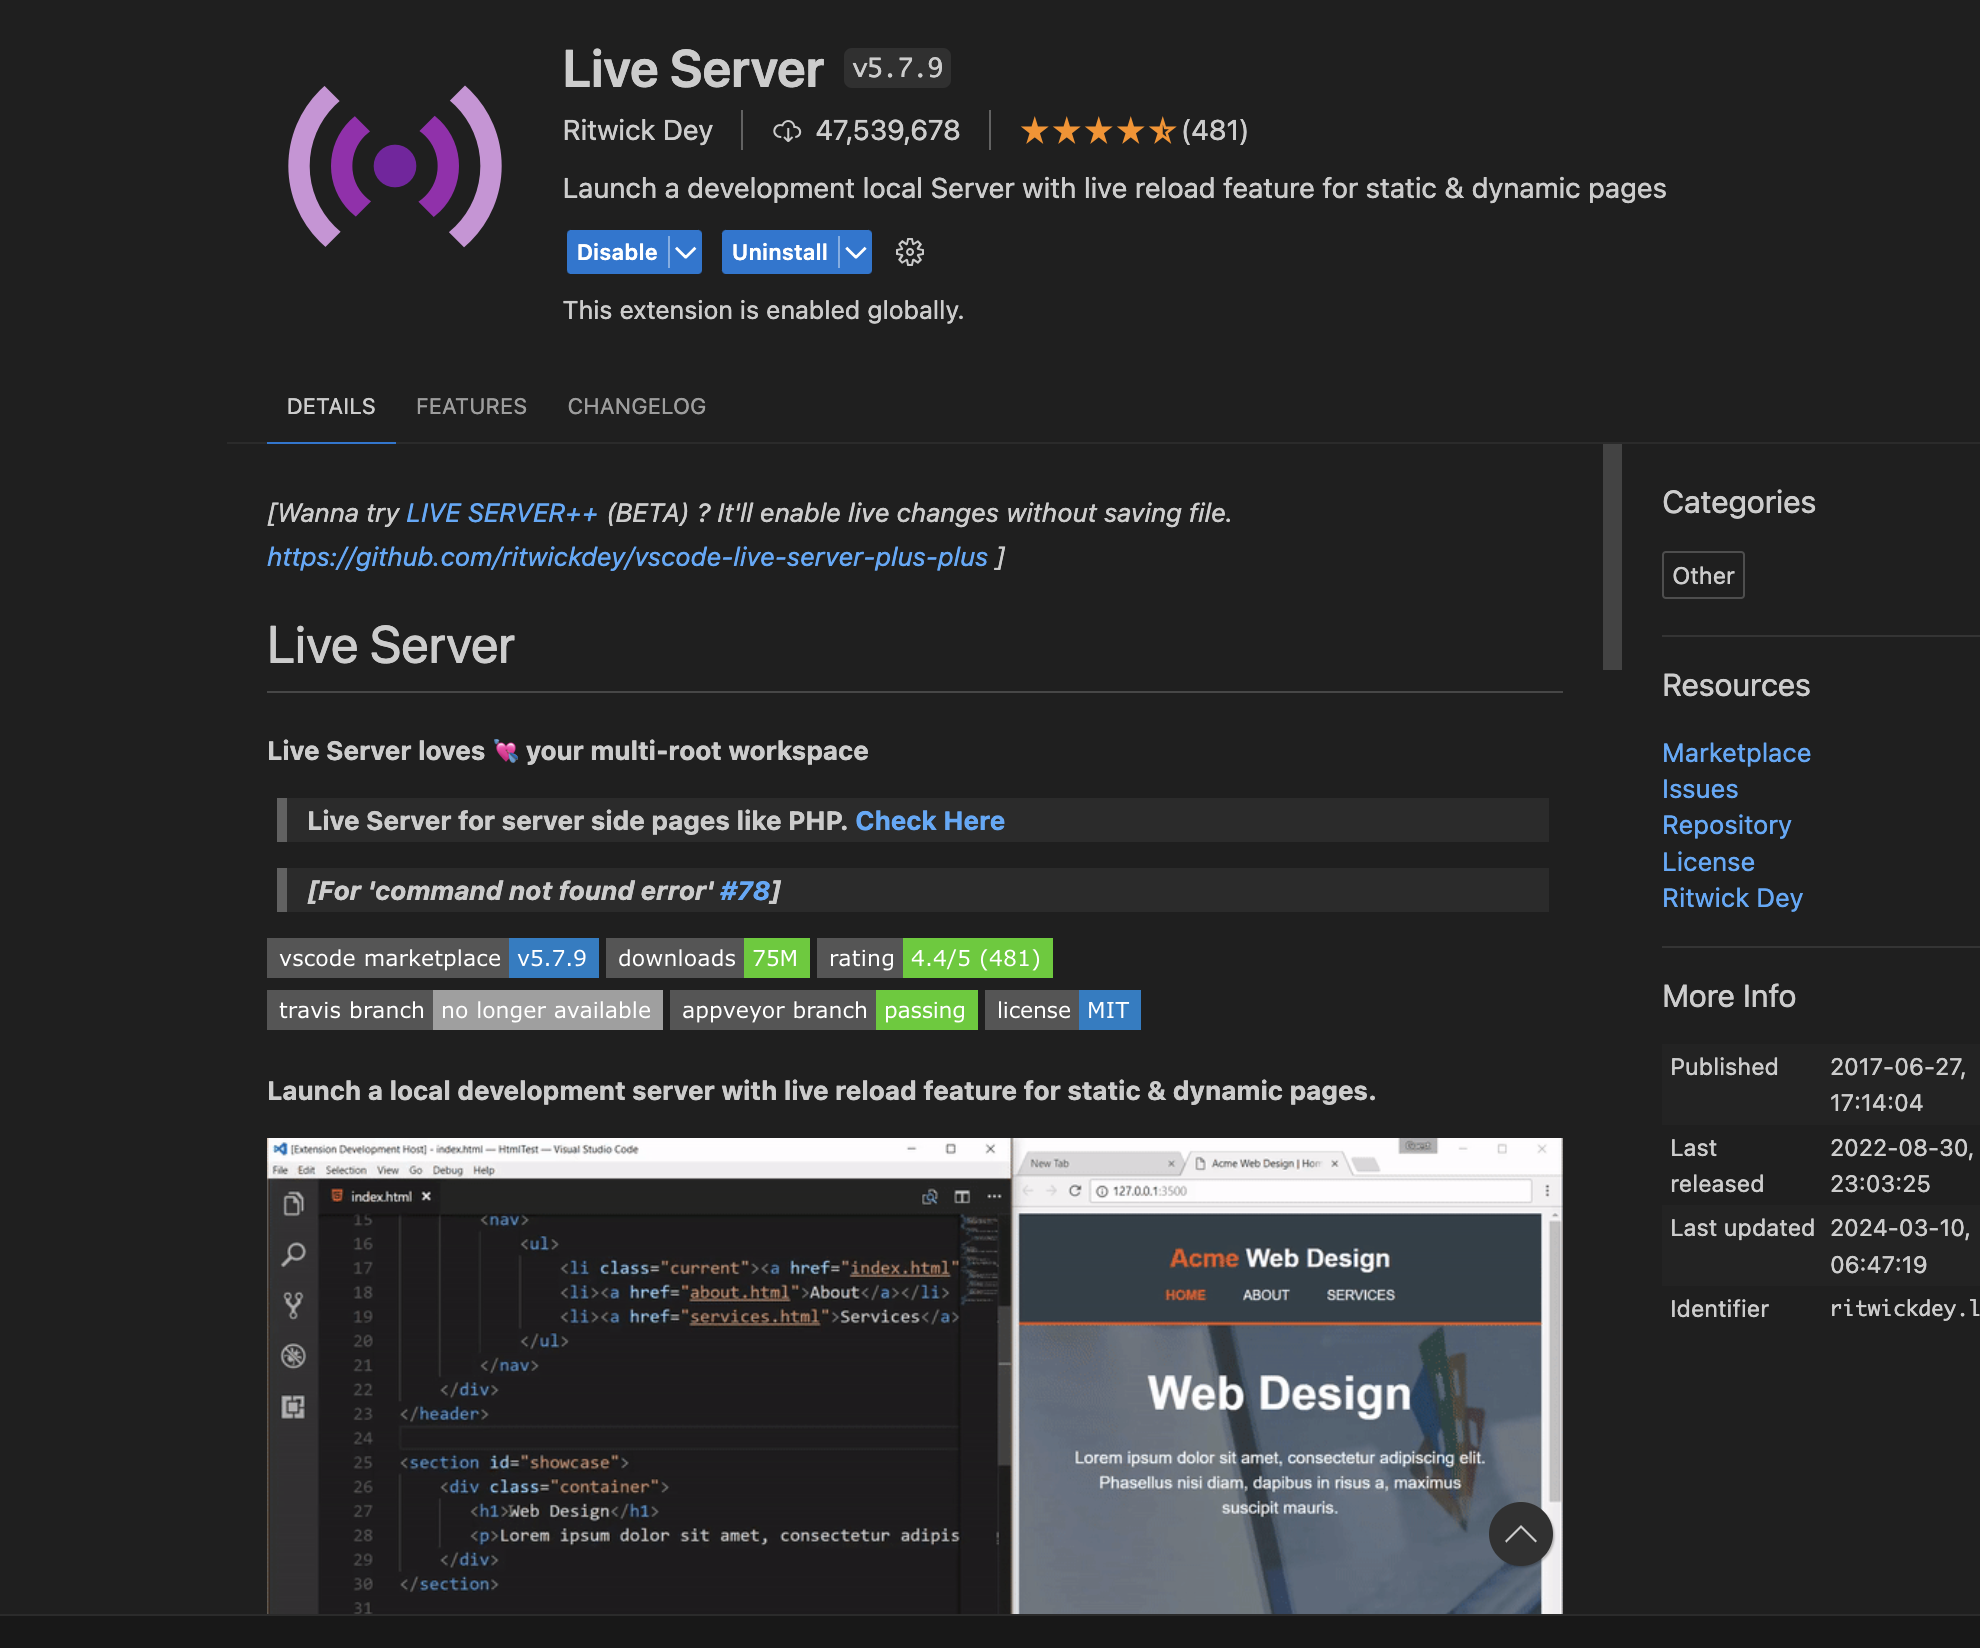 Live Server v5.7.9
Ritwick Dey 47,539,678 (481)
Launch a development local Server with live reload feature for static & dynamic pages
Disable Uninstall
This extension is enabled globally.
DETAILS FEATURES CHANGELOG
[Wanna try LIVE SERVER++ (BETA) ? It'll enable live changes without saving file.
https://github.com/ritwickdey/vscode-live-server-plus-plus ]
Live Server
Live Server loves 💘 your multi-root workspace
Live Server for server side pages like PHP. Check Here
[For 'command not found error' #78]
vscode marketplace v5.7.9 downloads 75M rating 4.4/5 (481)
travis branch no longer available appveyor branch passing license MIT
Launch a local development server with live reload feature for static & dynamic pages.
[Extension Development Host] - index.html — HtmlTest — Visual Studio Code
File Edit Selection View Go Debug Help
index.html
15 <nav>
16 <ul>
17 <li class="current"><a href="index.html"
18 <li><a href="about.html">About</a></li>
19 <li><a href="services.html">Services</a>
20 </ul>
21 </nav>
22 </div>
23 </header>
24
25 <section id="showcase">
26 <div class="container">
27 <h1>Web Design</h1>
28 <p>Lorem ipsum dolor sit amet, consectetur adipis
29 </div>
30 </section>
31
Guest
New Tab Acme Web Design | Hom
127.0.0.1:3500
Acme Web Design
HOME ABOUT SERVICES
Web Design
Lorem ipsum dolor sit amet, consectetur adipiscing elit.
Phasellus nisi diam, dapibus in risus a, maximus
suscipit mauris.
Categories
Other
Resources
Marketplace
Issues
Repository
License
Ritwick Dey
More Info
Published 2017-06-27,
17:14:04
Last 2022-08-30,
released 23:03:25
Last updated 2024-03-10,
06:47:19
Identifier ritwickdey.l